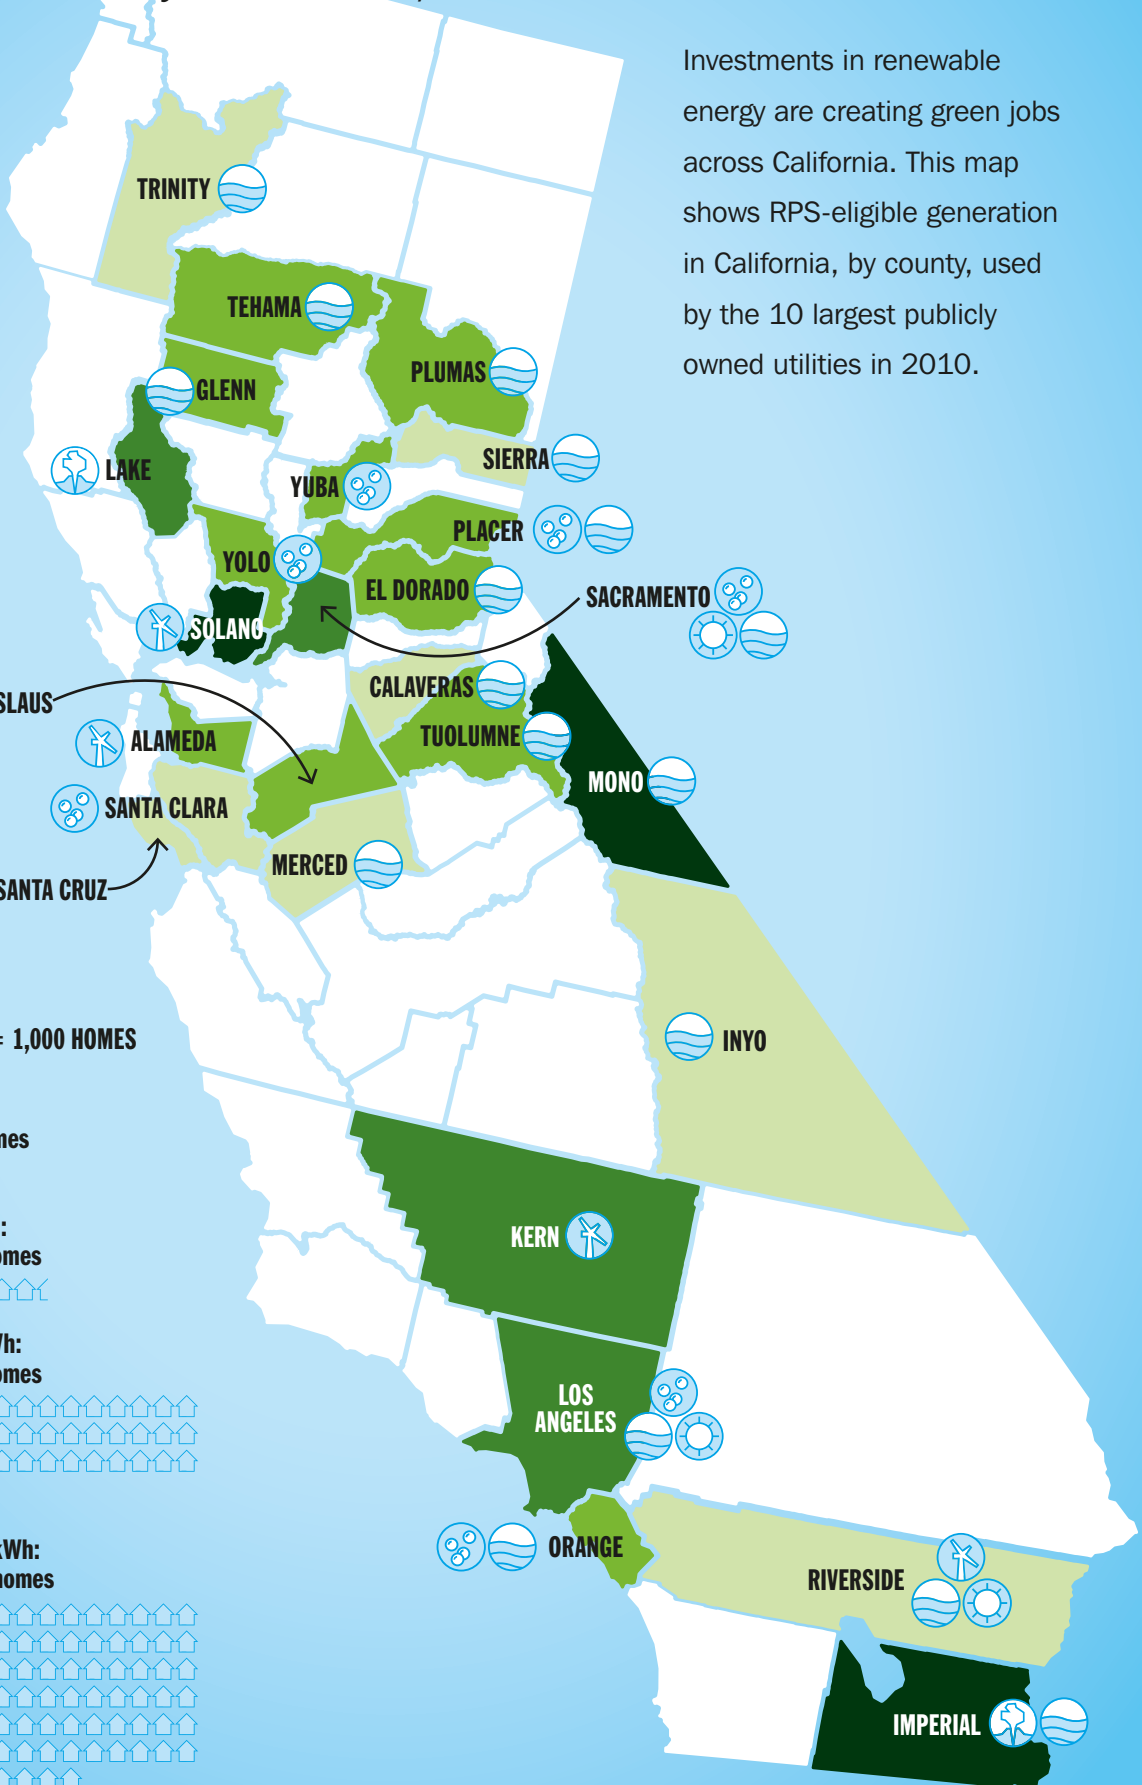 Investments in renewable
energy are creating green jobs
across California. This map
shows RPS-eligible generation
in California, by county, used
by the 10 largest publicly
owned utilities in 2010.
TRINITY
TEHAMA
PLUMAS
GLENN
SIERRA
LAKE
YUBA
PLACER
YOLO
EL DORADO
SACRAMENTO
SOLANO
CALAVERAS
SLAUS
TUOLUMNE
ALAMEDA
MONO
SANTA CLARA
MERCED
SANTA CRUZ
= 1,000 HOMES
INYO
mes
:
omes
KERN
Wh:
omes
LOS
ANGELES
kWh:
homes
ORANGE
RIVERSIDE
IMPERIAL